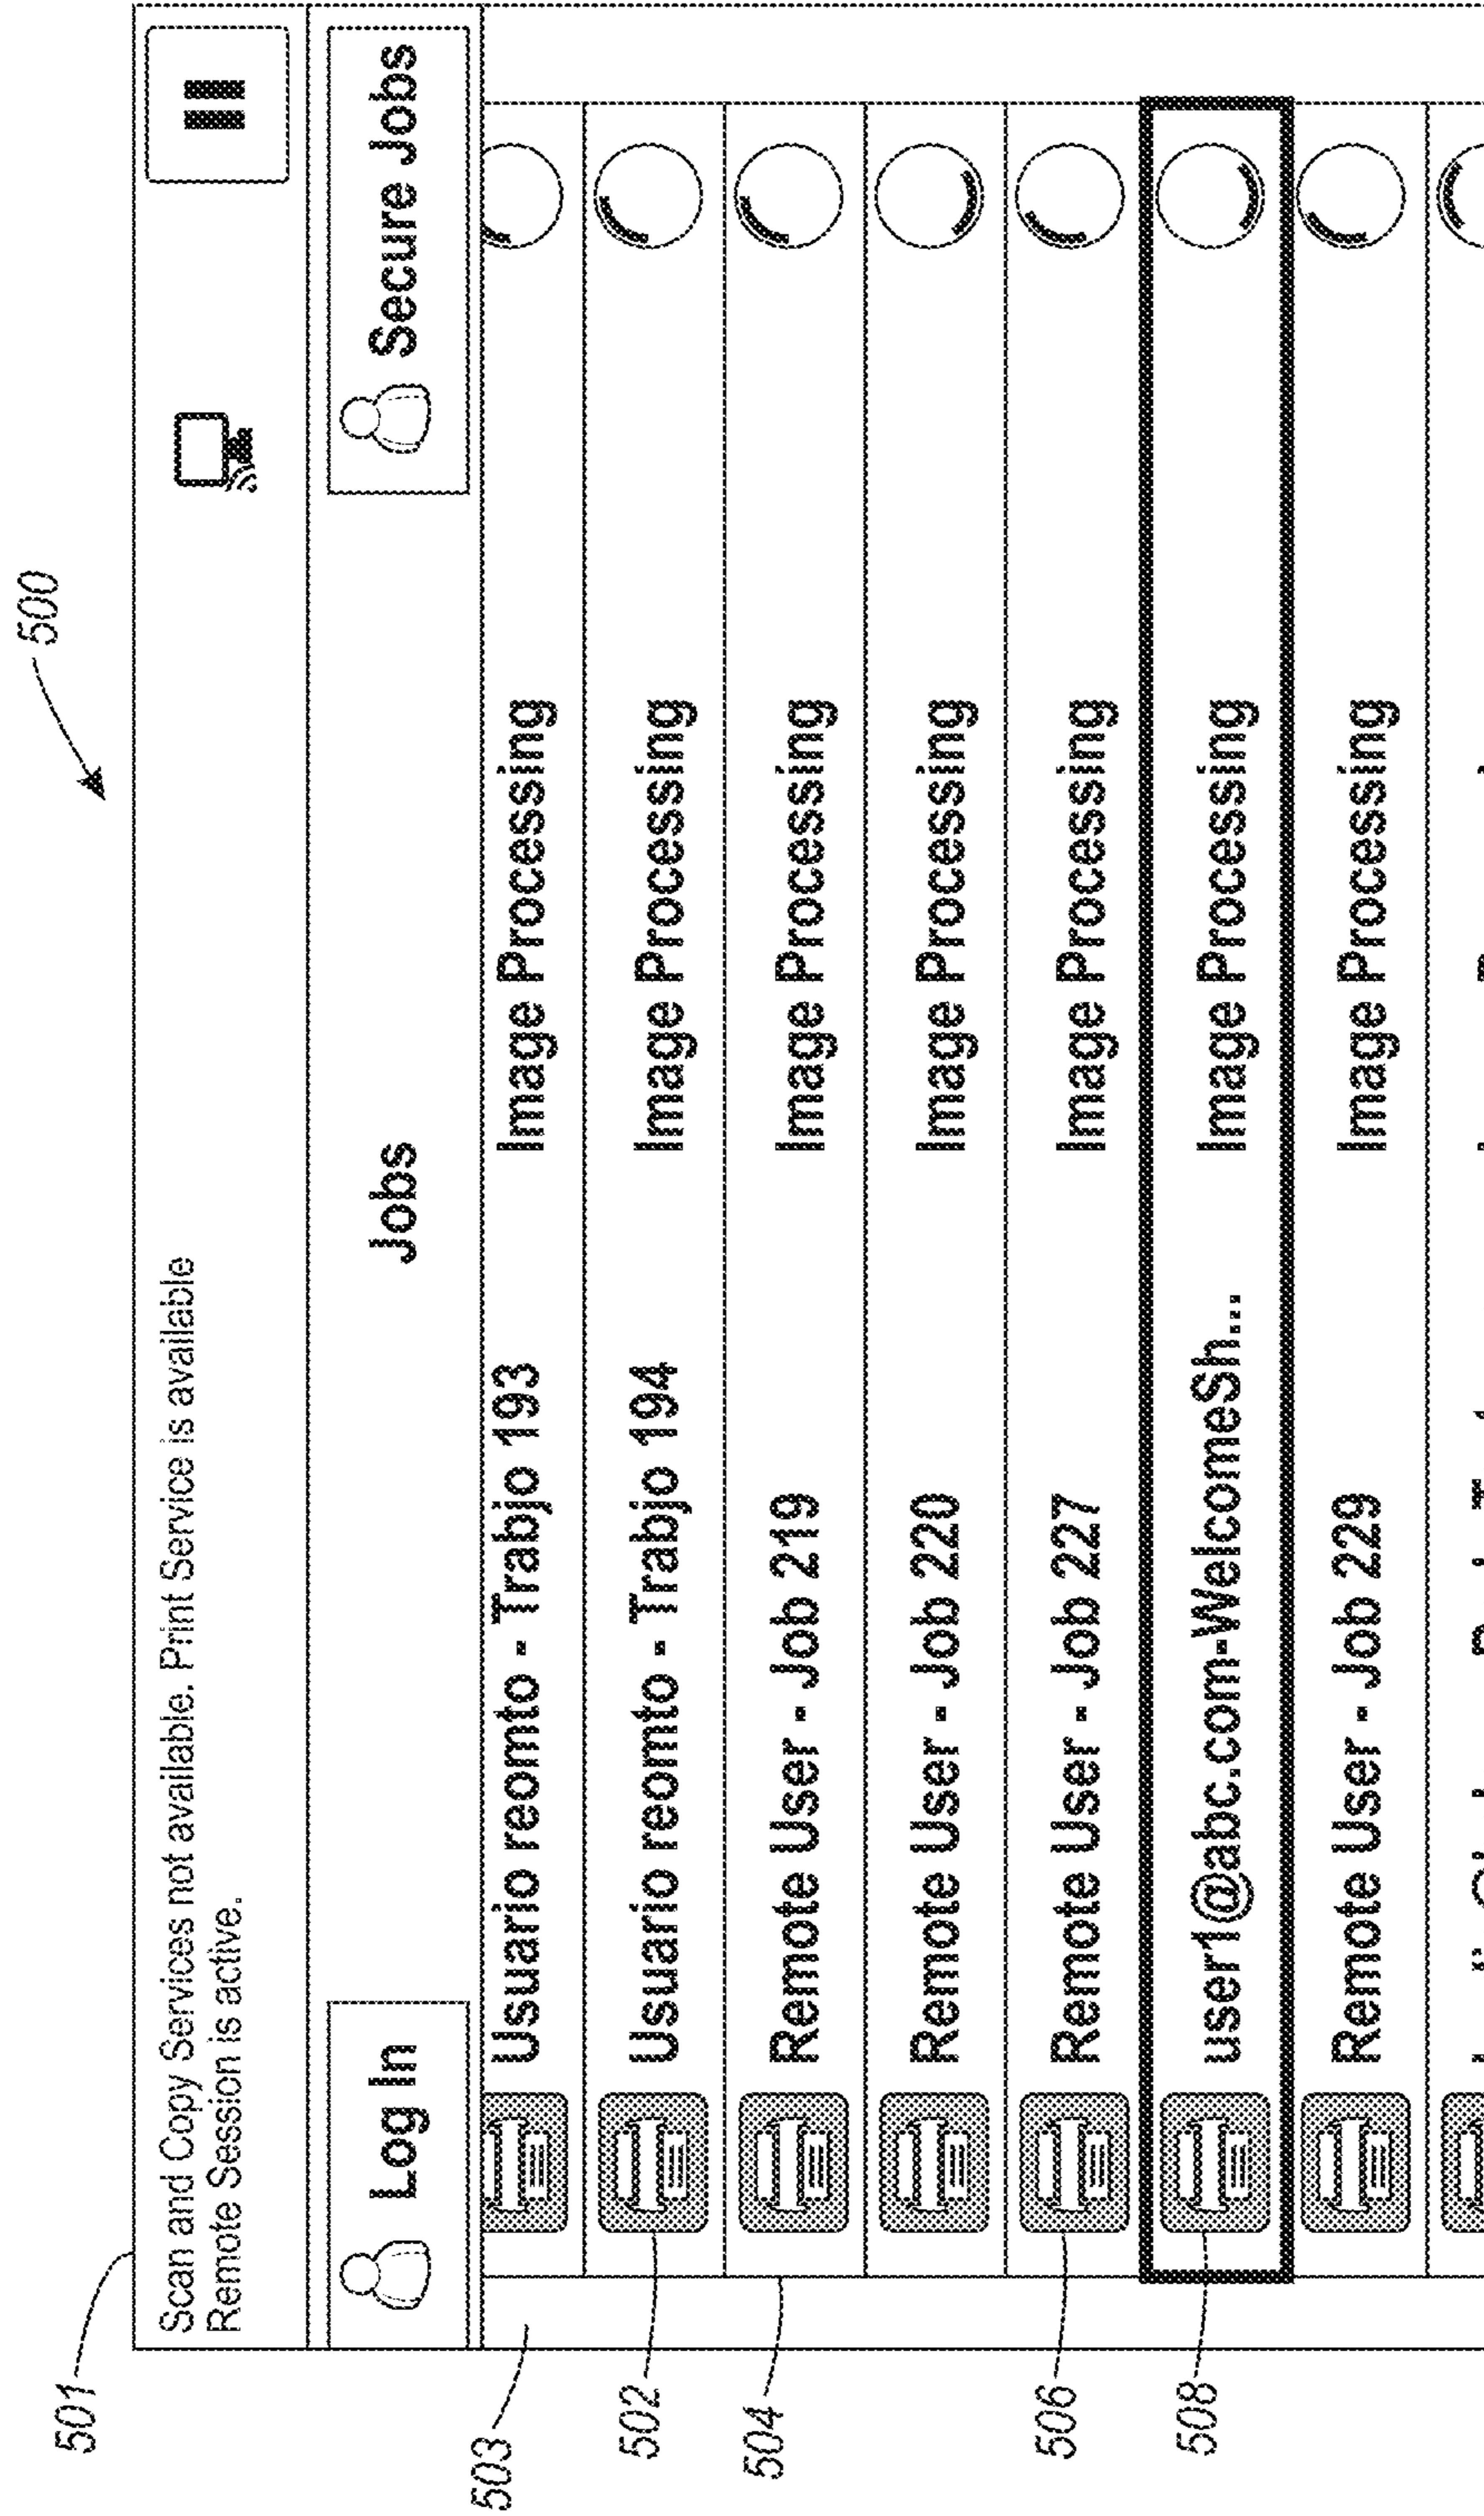 500
501
Scan and Copy Services not available. Print Service is available
Remote Session is active.
Log In
Jobs
Secure Jobs
503
Usuario reomto - Trabjo 193 Image Processing
502
Usuario reomto - Trabjo 194 Image Processing
504
Remote User - Job 219 Image Processing
Remote User - Job 220 Image Processing
506
Remote User - Job 227 Image Processing
508
user1@abc.com-WelcomeSh... Image Processing
Remote User - Job 229 Image Processing